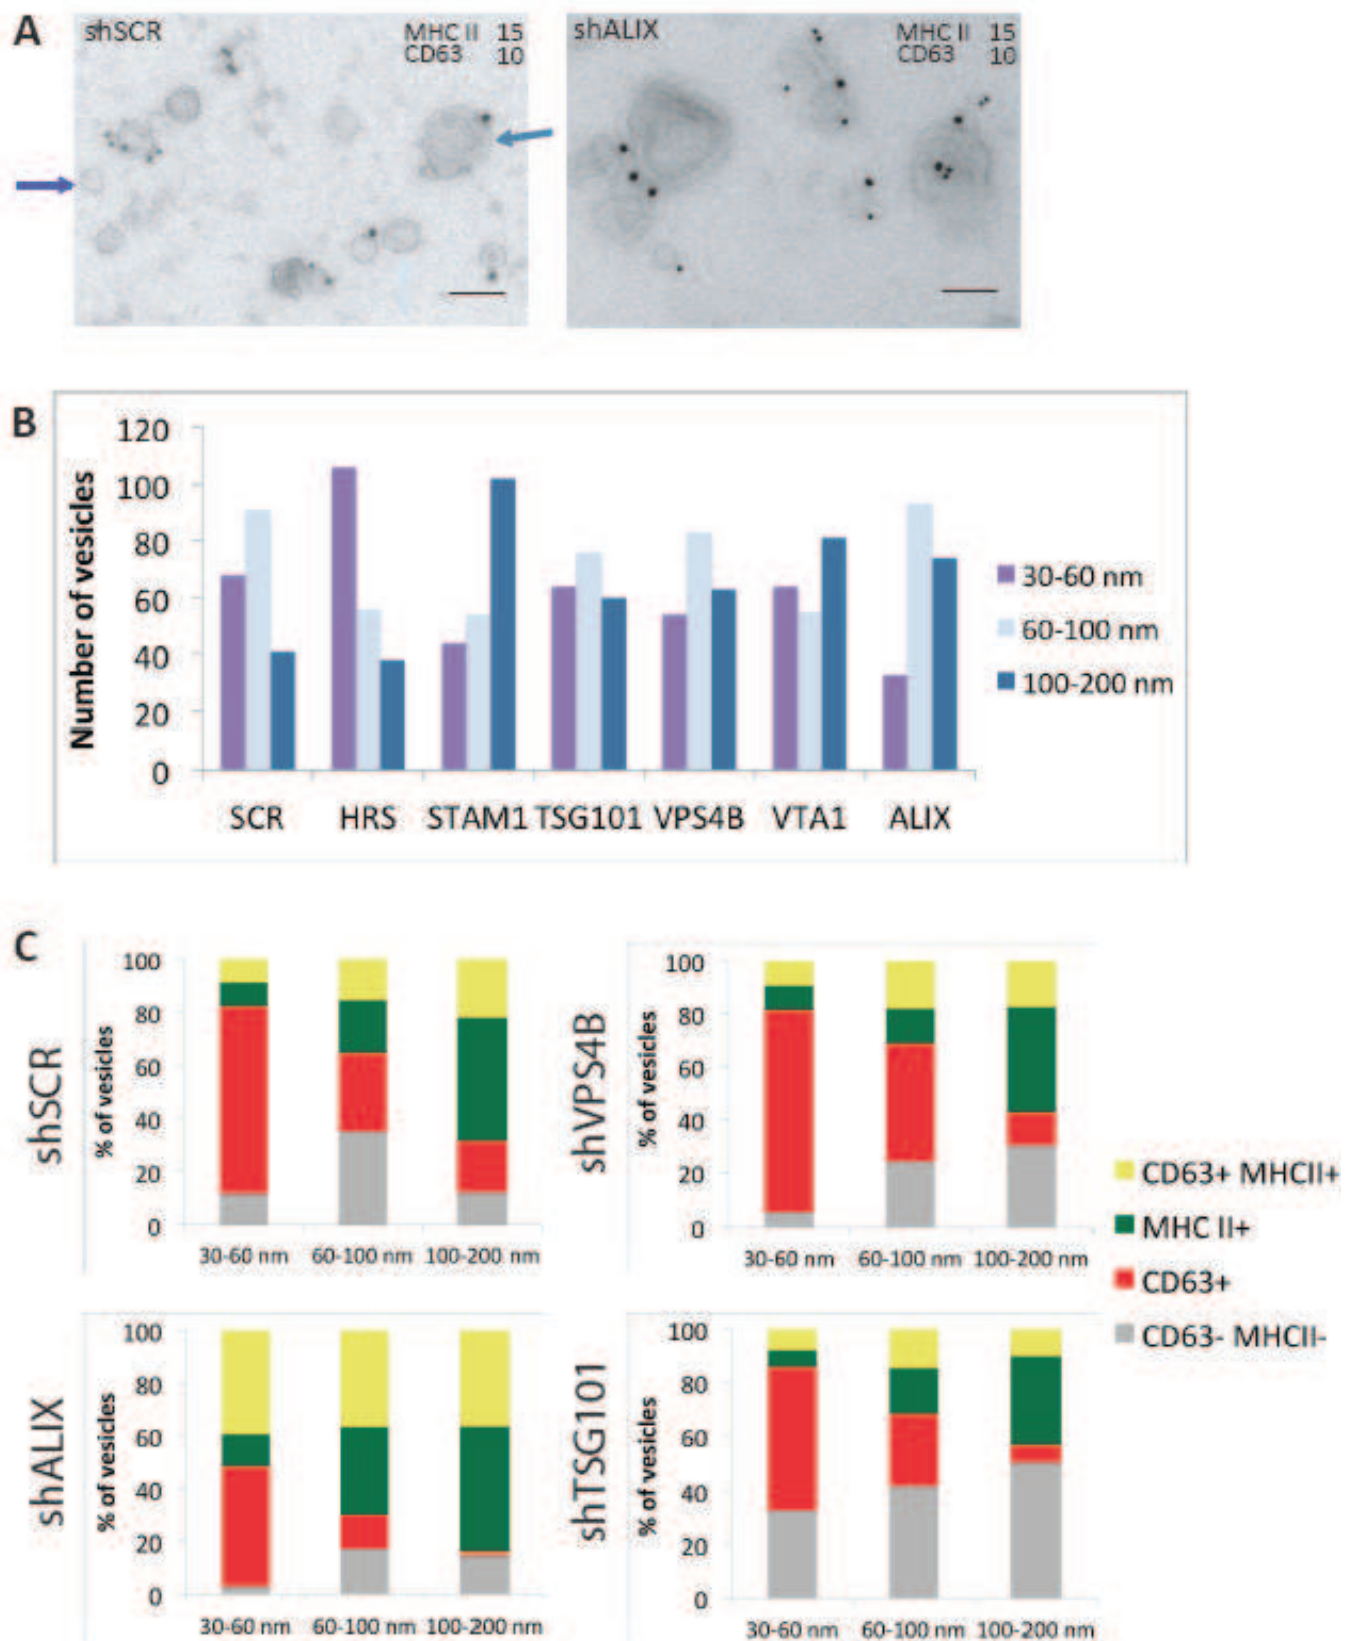 A
shSCR
MHC II 15
CD63 10
shALIX
MHC II 15
CD63 10
B
Number of vesicles
120
100
80
60
40
20
0
SCR HRS STAM1 TSG101 VPS4B VTA1 ALIX
30-60 nm
60-100 nm
100-200 nm
C
shSCR
% of vesicles
100
80
60
40
20
0
30-60 nm 60-100 nm 100-200 nm
shVPS4B
% of vesicles
100
80
60
40
20
0
30-60 nm 60-100 nm 100-200 nm
CD63+ MHCII+
MHC II+
CD63+
CD63- MHCII-
shALIX
% of vesicles
100
80
60
40
20
0
30-60 nm 60-100 nm 100-200 nm
shTSG101
% of vesicles
100
80
60
40
20
0
30-60 nm 60-100 nm 100-200 nm